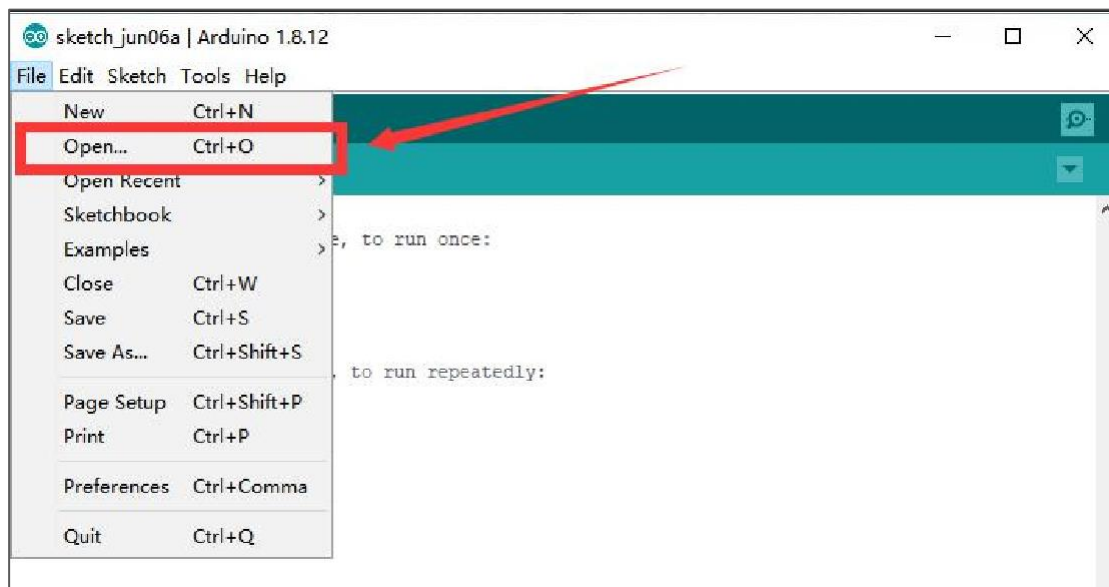 sketch_jun06a | Arduino 1.8.12
File Edit Sketch Tools Help
New Ctrl+N
Open... Ctrl+O
Open Recent >
Sketchbook >
Examples >
Close Ctrl+W
Save Ctrl+S
Save As... Ctrl+Shift+S
Page Setup Ctrl+Shift+P
Print Ctrl+P
Preferences Ctrl+Comma
Quit Ctrl+Q
, to run once:
, to run repeatedly: